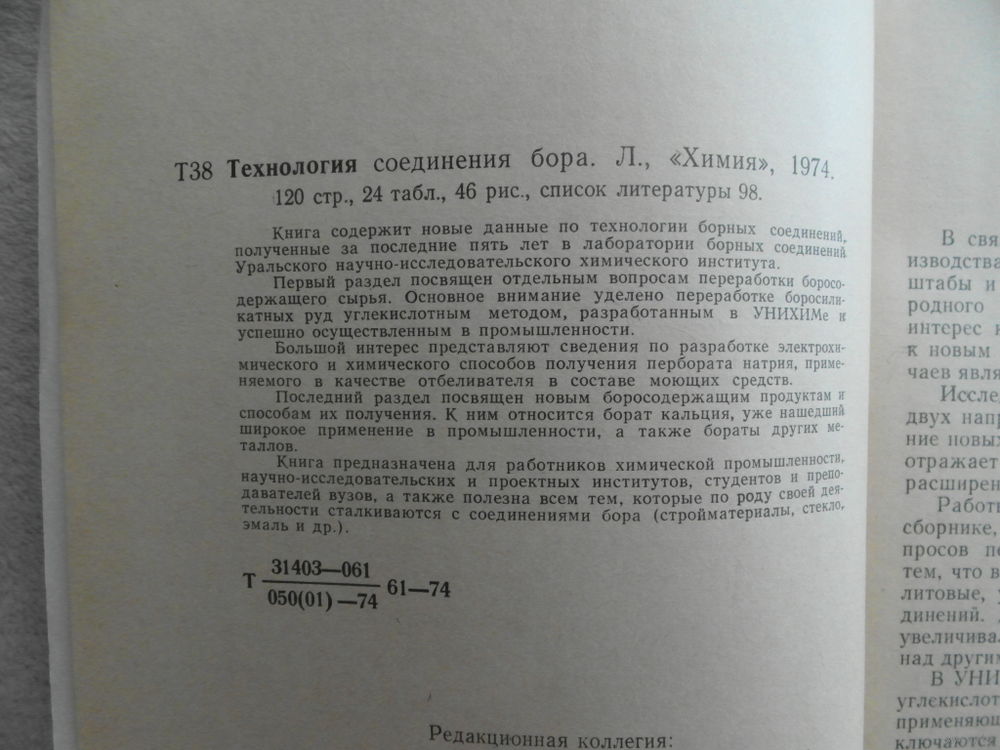 Т38 Технология соединения бора. Л., «Химия», 1974.
120 стр., 24 табл., 46 рис., список литературы 98.
Книга содержит новые данные по технологии борных соединений,
полученные за последние пять лет в лаборатории борных соединений
Уральского научно-исследовательского химического института.
Первый раздел посвящен отдельным вопросам переработки боросо-
держащего сырья. Основное внимание уделено переработке боросили-
катных руд углекислотным методом, разработанным в УНИХИМе и
успешно осуществленным в промышленности.
Большой интерес представляют сведения по разработке электрохи-
мического и химического способов получения пербората натрия, приме-
няемого в качестве отбеливателя в составе моющих средств.
Последний раздел посвящен новым боросодержащим продуктам и
способам их получения. К ним относится борат кальция, уже нашедший
широкое применение в промышленности, а также бораты других ме-
таллов.
Книга предназначена для работников химической промышленности,
научно-исследовательских и проектных институтов, студентов и препо-
давателей вузов, а также полезна всем тем, которые по роду своей дея-
тельности сталкиваются с соединениями бора (стройматериалы, стекло,
эмаль и др.).
Т 31403—061 61—74
050(01)—74
Редакционная коллегия:
В свя
изводства
штабы и
родного
интерес к
к новым
чаев явля
Исслед
двух напр
ние новых
отражает
расширен
Работы
сборнике,
просов пе
тем, что в
литовые,
динений.
увеличива
над другим
В УНИ
углекислот
применяющ
ключаются